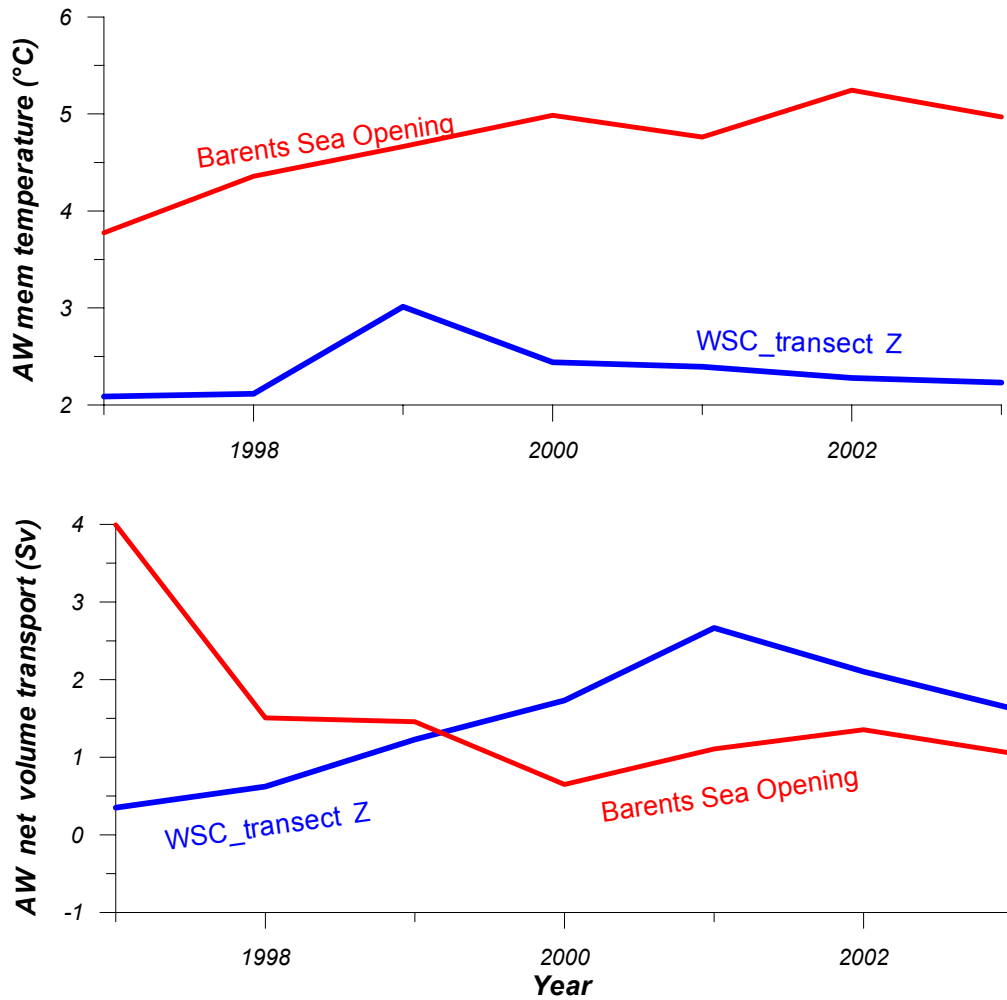 6
5
4
3
2
AW mem temperature (°C)
Barents Sea Opening
WSC_transect Z
1998 2000 2002
4
3
2
1
0
-1
AW net volume transport (Sv)
WSC_transect Z
Barents Sea Opening
1998 2000 2002
Year